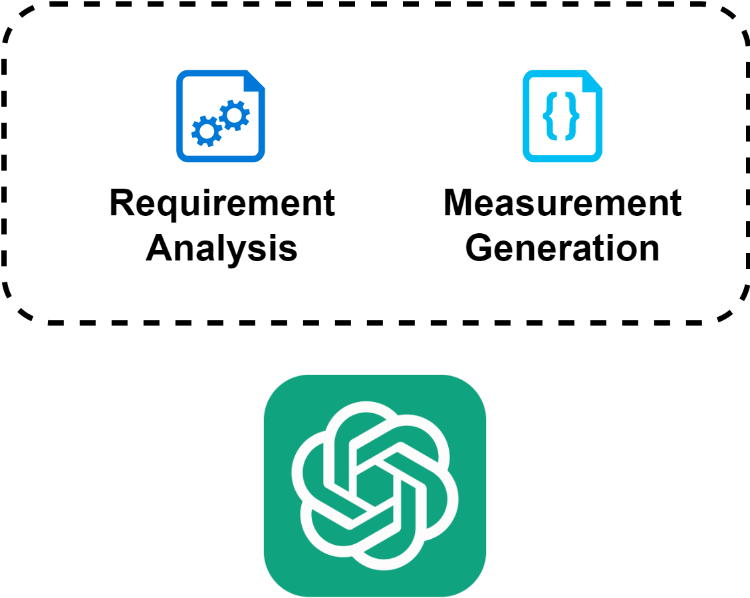 Requirement
Analysis
Measurement
Generation